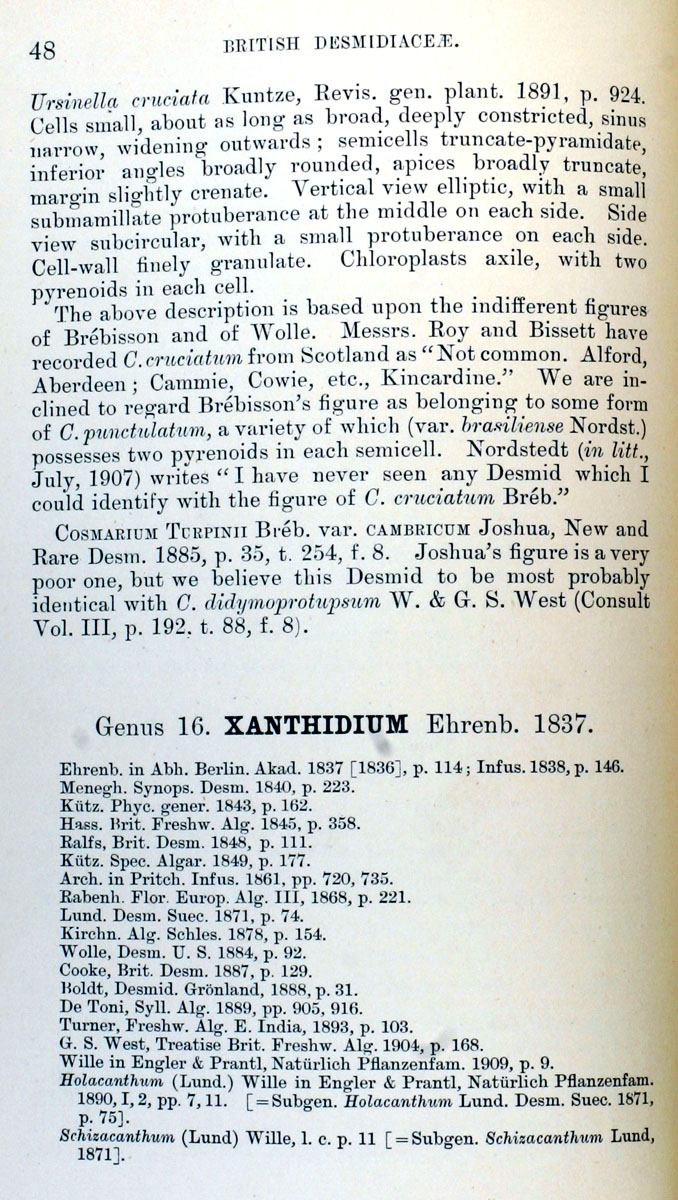 48
BRITISH DESMIDIACEÆ.
Ursinella cruciata Kuntze, Revis. gen. plant. 1891, p. 924.
Cells small, about as long as broad, deeply constricted, sinus
narrow, widening outwards; semicells truncate-pyramidate,
inferior angles broadly rounded, apices broadly truncate,
margin slightly crenate. Vertical view elliptic, with a small
submamillate protuberance at the middle on each side. Side
view subcircular, with a small protuberance on each side.
Cell-wall finely granulate. Chloroplasts axile, with two
pyrenoids in each cell.
The above description is based upon the indifferent figures
of Brébisson and of Wolle. Messrs. Roy and Bissett have
recorded C. cruciatum from Scotland as “Not common. Alford,
Aberdeen; Cammie, Cowie, etc., Kincardine.” We are in-
clined to regard Brébisson’s figure as belonging to some form
of C. punctulatum, a variety of which (var. brasiliense Nordst.)
possesses two pyrenoids in each semicell. Nordstedt (in litt.,
July, 1907) writes “I have never seen any Desmid which I
could identify with the figure of C. cruciatum Bréb.”
COSMARIUM TURPINII Bréb. var. CAMBRICUM Joshua, New and
Rare Desm. 1885, p. 35, t. 254, f. 8. Joshua’s figure is a very
poor one, but we believe this Desmid to be most probably
identical with C. didymoprotupsum W. & G. S. West (Consult
Vol. III, p. 192. t. 88, f. 8).
Genus 16. XANTHIDIUM Ehrenb. 1837.
Ehrenb. in Abh. Berlin. Akad. 1837 [1836], p. 114; Infus. 1838, p. 146.
Menegh. Synops. Desm. 1840, p. 223.
Kütz. Phyc. gener. 1843, p. 162.
Hass. Brit. Freshw. Alg. 1845, p. 358.
Ralfs, Brit. Desm. 1848, p. 111.
Kütz. Spec. Algar. 1849, p. 177.
Arch. in Pritch. Infus. 1861, pp. 720, 735.
Rabenh. Flor. Europ. Alg. III, 1868, p. 221.
Lund. Desm. Suec. 1871, p. 74.
Kirchn. Alg. Schles. 1878, p. 154.
Wolle, Desm. U. S. 1884, p. 92.
Cooke, Brit. Desm. 1887, p. 129.
Boldt, Desmid. Grönland, 1888, p. 31.
De Toni, Syll. Alg. 1889, pp. 905, 916.
Turner, Freshw. Alg. E. India, 1893, p. 103.
G. S. West, Treatise Brit. Freshw. Alg. 1904, p. 168.
Wille in Engler & Prantl, Natürlich Pflanzenfam. 1909, p. 9.
Holacanthum (Lund.) Wille in Engler & Prantl, Natürlich Pflanzenfam.
1890, I, 2, pp. 7, 11. [=Subgen. Holacanthum Lund. Desm. Suec. 1871,
p. 75].
Schizacanthum (Lund) Wille, l. c. p. 11 [=Subgen. Schizacanthum Lund,
1871].